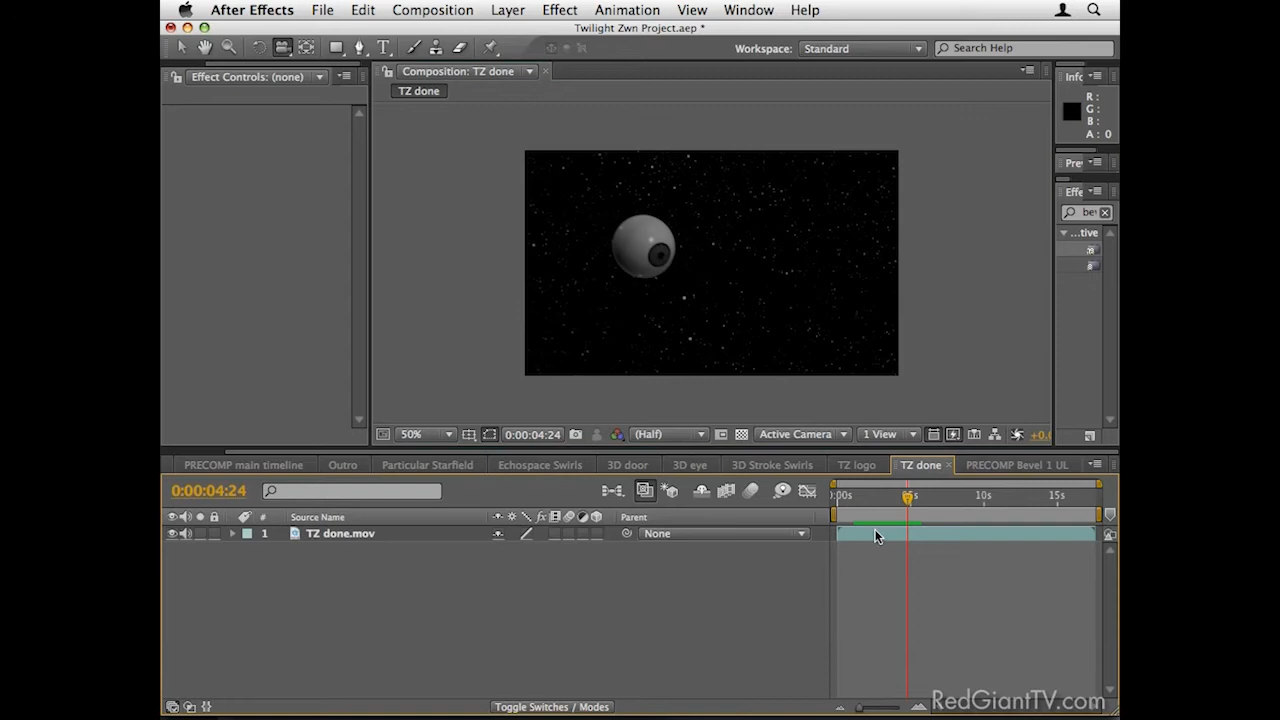 After Effects File Edit Composition Layer Effect Animation View Window Help
Twilight Zwn Project.aep *
Workspace: Standard Search Help
Effect Controls: (none) Composition: TZ done Info
TZ done
R :
G :
B :
A : 0
Pre
Effe
be
...tive
50% 0:00:04:24 (Half) Active Camera 1 View +0.
PRECOMP main timeline Outro Particular Starfield Echospace Swirls 3D door 3D eye 3D Stroke Swirls TZ logo TZ done PRECOMP Bevel 1 UL
0:00:04:24 :00s 5s 10s 15s
# Source Name fx Parent
1 TZ done.mov None
Toggle Switches / Modes
RedGiantTV.com